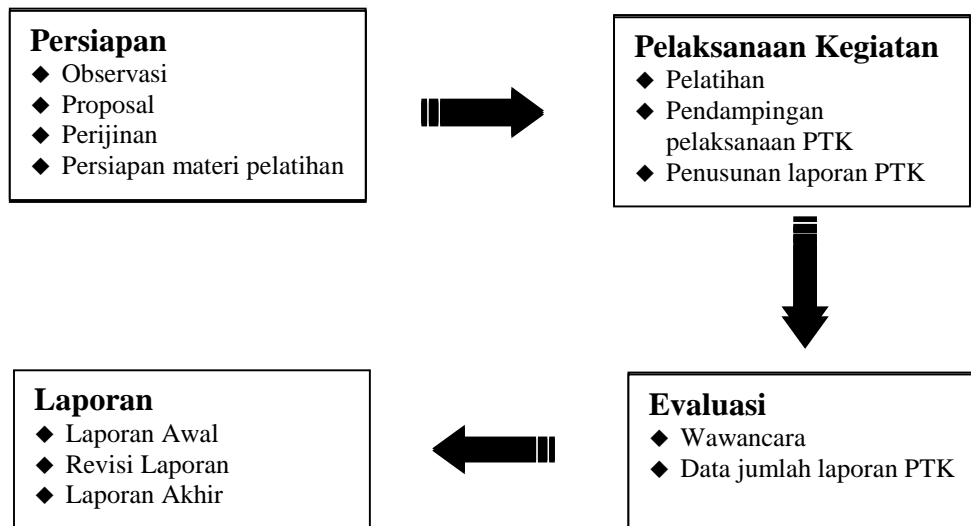 Persiapan
◆ Observasi
◆ Proposal
◆ Perijinan
◆ Persiapan materi pelatihan
Pelaksanaan Kegiatan
◆ Pelatihan
◆ Pendampingan
pelaksanaan PTK
◆ Penusunan laporan PTK
Evaluasi
◆ Wawancara
◆ Data jumlah laporan PTK
Laporan
◆ Laporan Awal
◆ Revisi Laporan
◆ Laporan Akhir